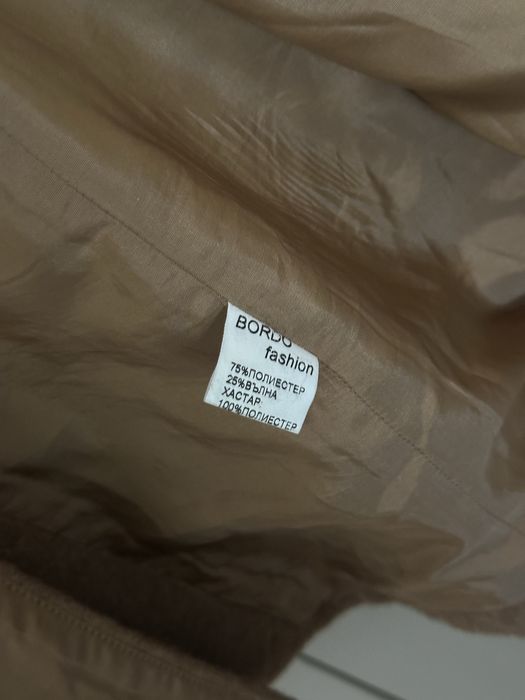 BORDO
fashion
75%ПОЛИЕСТЕР
25%ВЪЛНА
ХАСТАР:
100%ПОЛИЕСТЕР